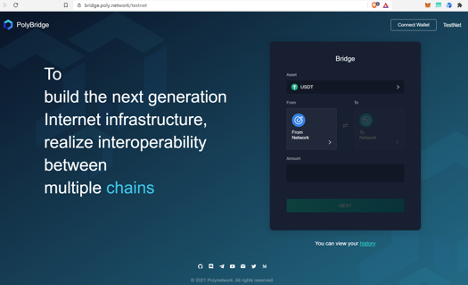 bridge.poly.network/testnet
PolyBridge
Connect Wallet
TestNet
To
build the next generation
Internet infrastructure,
realize interoperability
between
multiple chains
Bridge
Asset
USDT
From
To
From
Network
To
Network
Amount
NEXT
You can view your history
© 2021 Polynetwork. All rights reserved